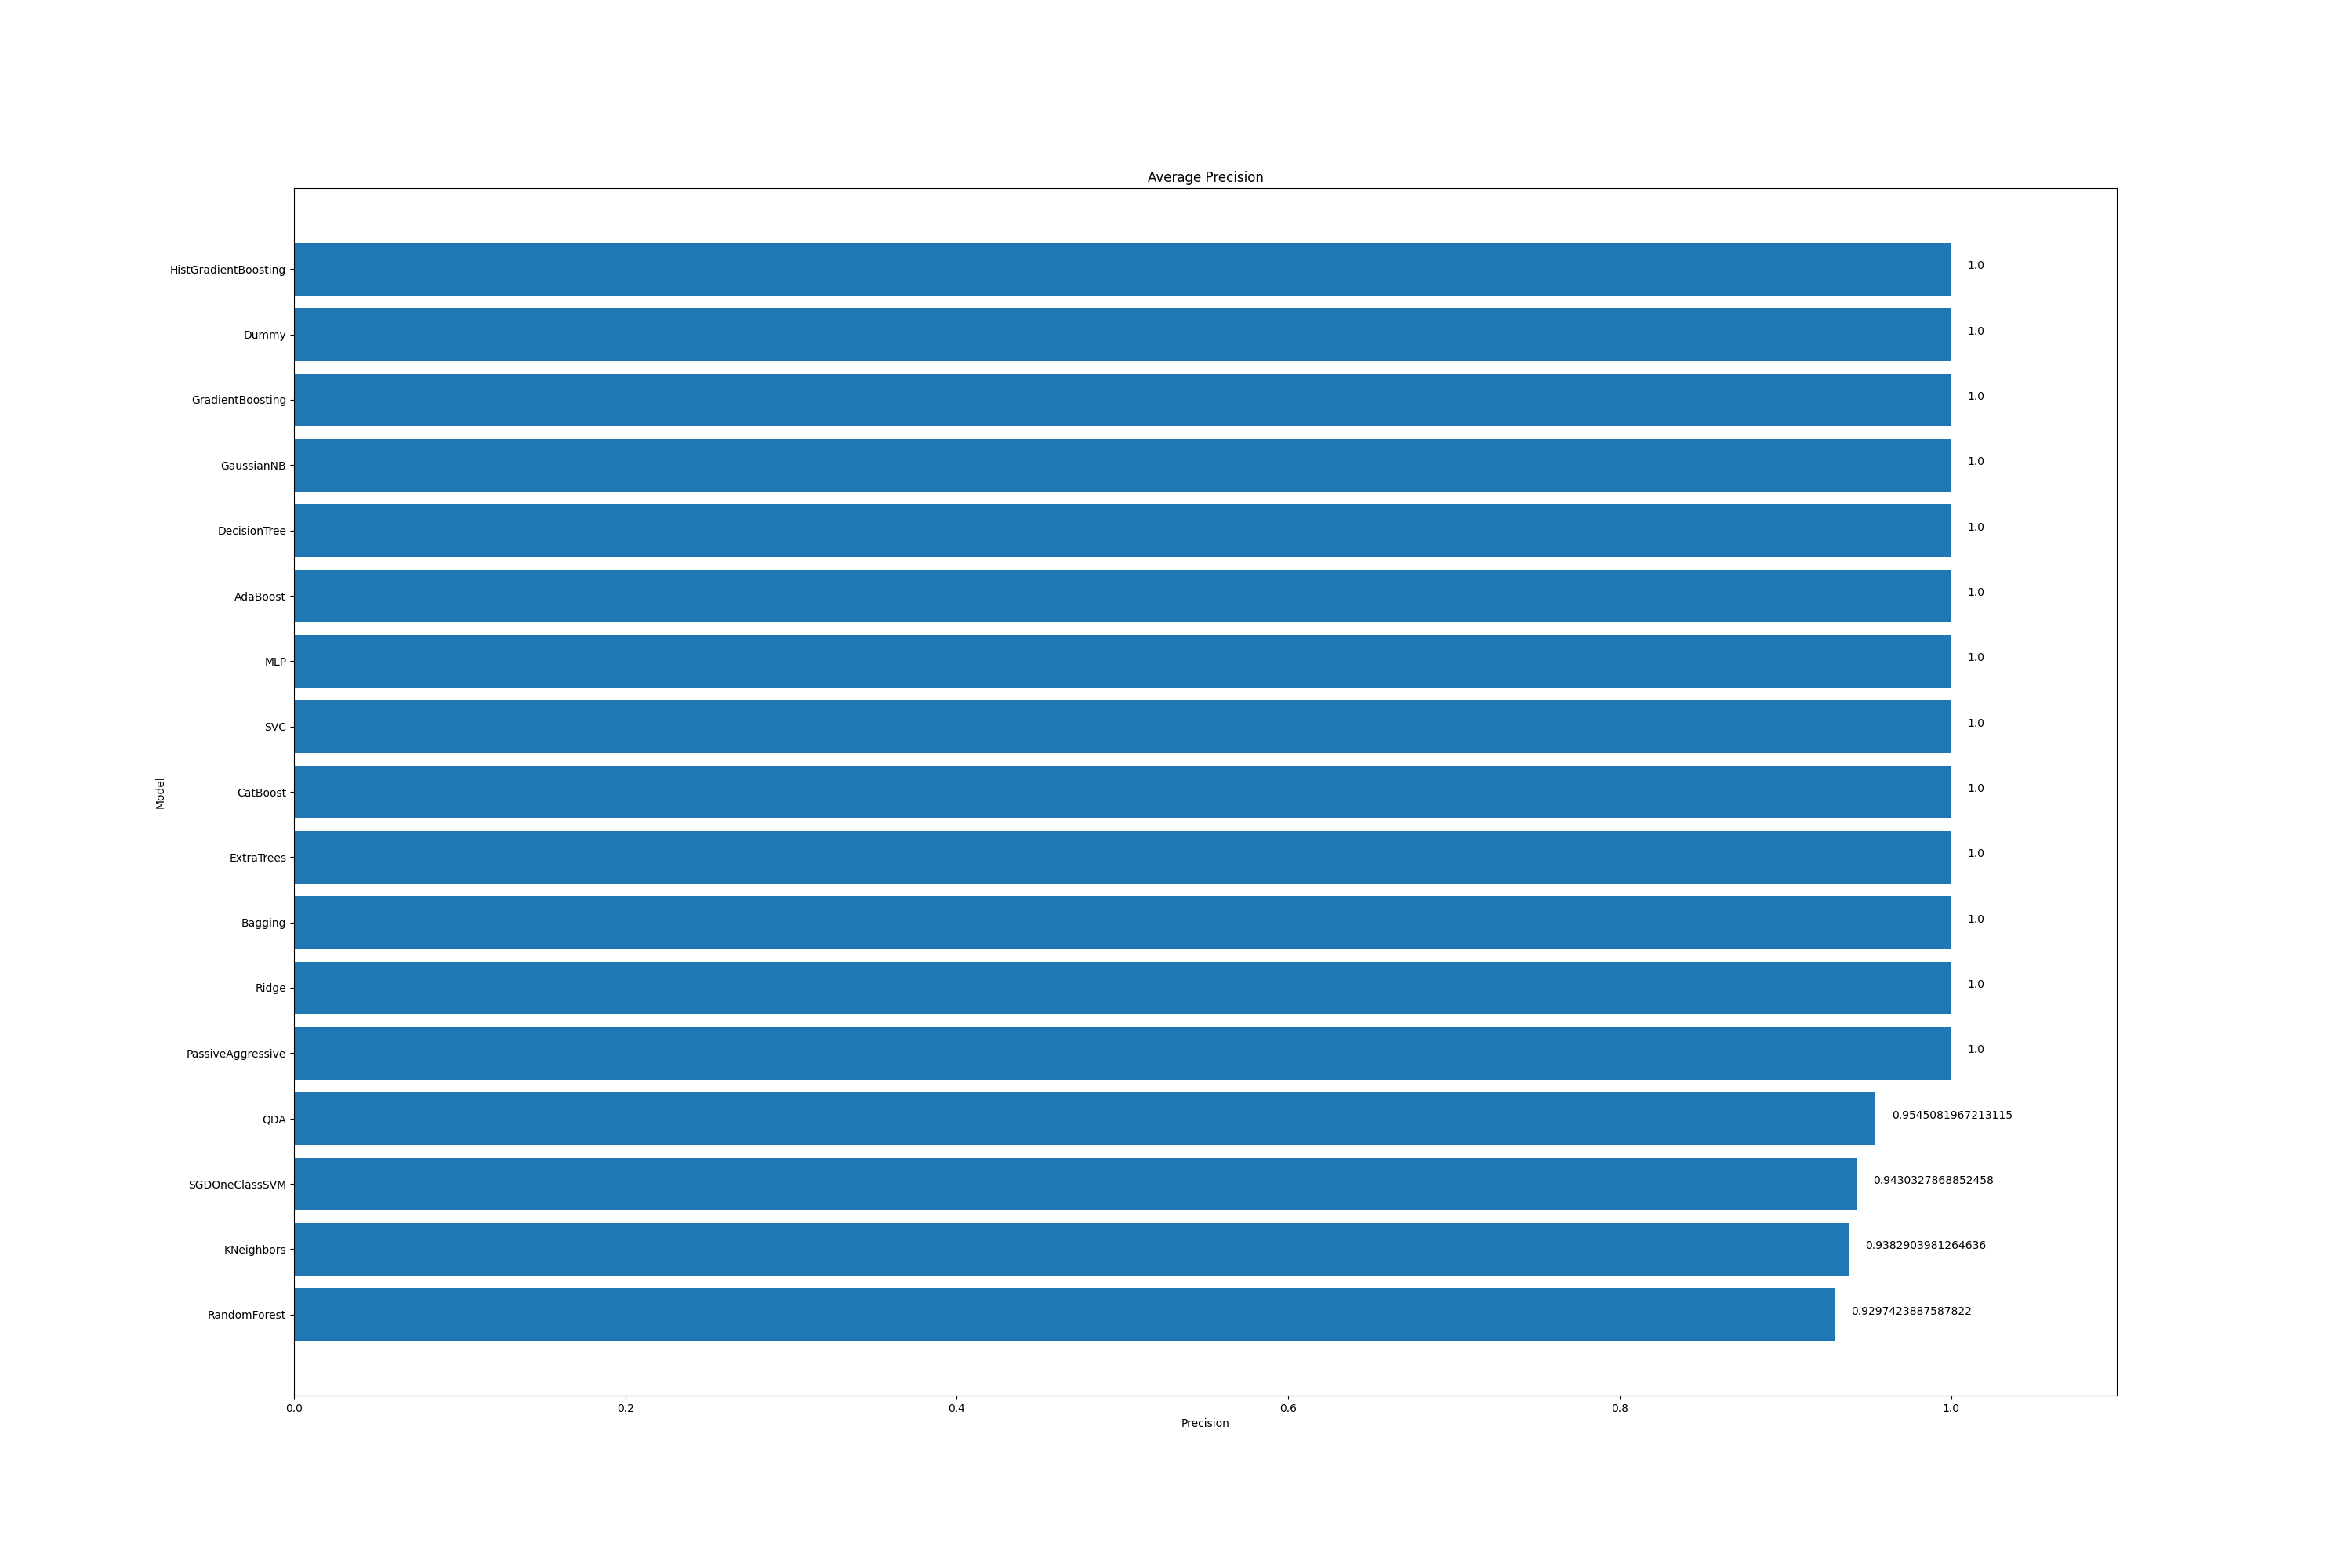 Average Precision
HistGradientBoosting 1.0
Dummy 1.0
GradientBoosting 1.0
GaussianNB 1.0
DecisionTree 1.0
AdaBoost 1.0
MLP 1.0
SVC 1.0
Model
CatBoost 1.0
ExtraTrees 1.0
Bagging 1.0
Ridge 1.0
PassiveAggressive 1.0
QDA 0.9545081967213115
SGDOneClassSVM 0.9430327868852458
KNeighbors 0.9382903981264636
RandomForest 0.9297423887587822
0.0 0.2 0.4 0.6 0.8 1.0
Precision